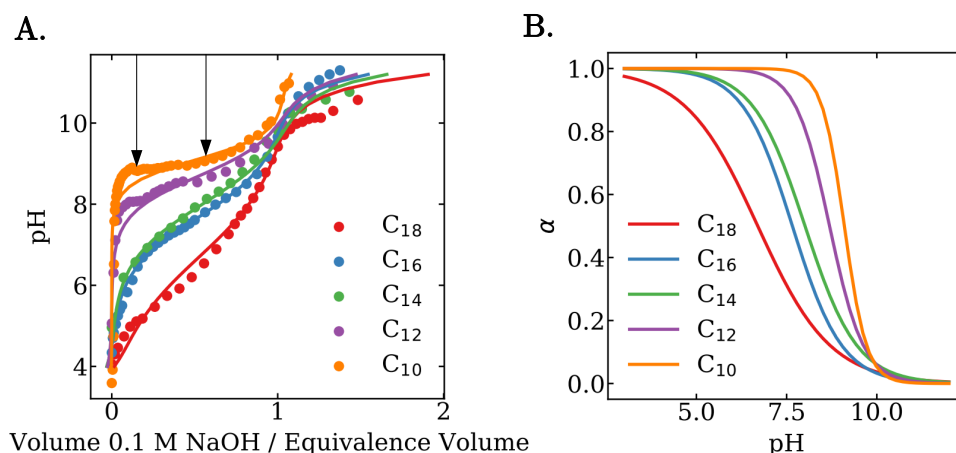 A.
pH
10
8
6
4
0
1
2
Volume 0.1 M NaOH / Equivalence Volume
C₁₈
C₁₆
C₁₄
C₁₂
C₁₀
B.
α
1.0
0.8
0.6
0.4
0.2
0.0
5.0
7.5
10.0
pH
C₁₈
C₁₆
C₁₄
C₁₂
C₁₀